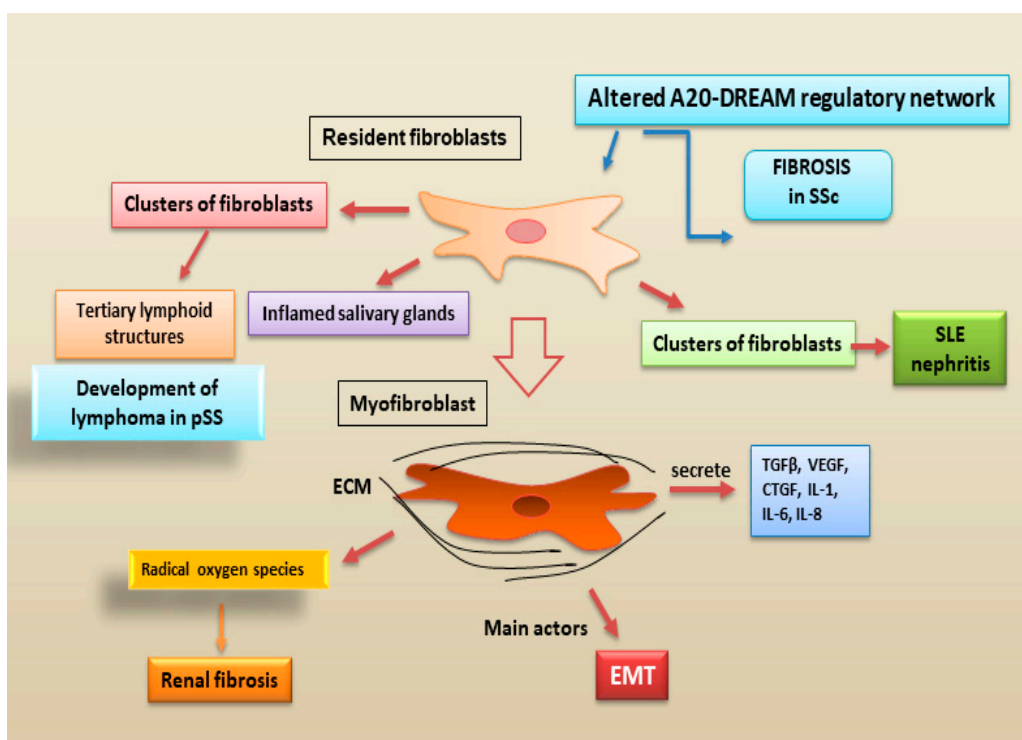 Altered A20-DREAM regulatory network
Resident fibroblasts
FIBROSIS
in SSc
Clusters of fibroblasts
Tertiary lymphoid
structures
Inflamed salivary glands
Clusters of fibroblasts
SLE
nephritis
Development of
lymphoma in pSS
Myofibroblast
ECM
secrete
TGFβ, VEGF,
CTGF, IL-1,
IL-6, IL-8
Radical oxygen species
Main actors
Renal fibrosis
EMT